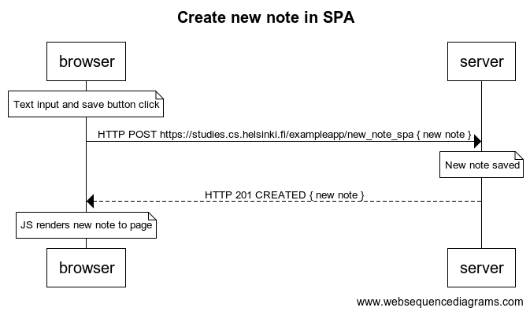 Create new note in SPA
browser
server
Text input and save button click
HTTP POST https://studies.cs.helsinki.fi/exampleapp/new_note_spa { new note }
New note saved
HTTP 201 CREATED { new note }
JS renders new note to page
browser
server
www.websequencediagrams.com